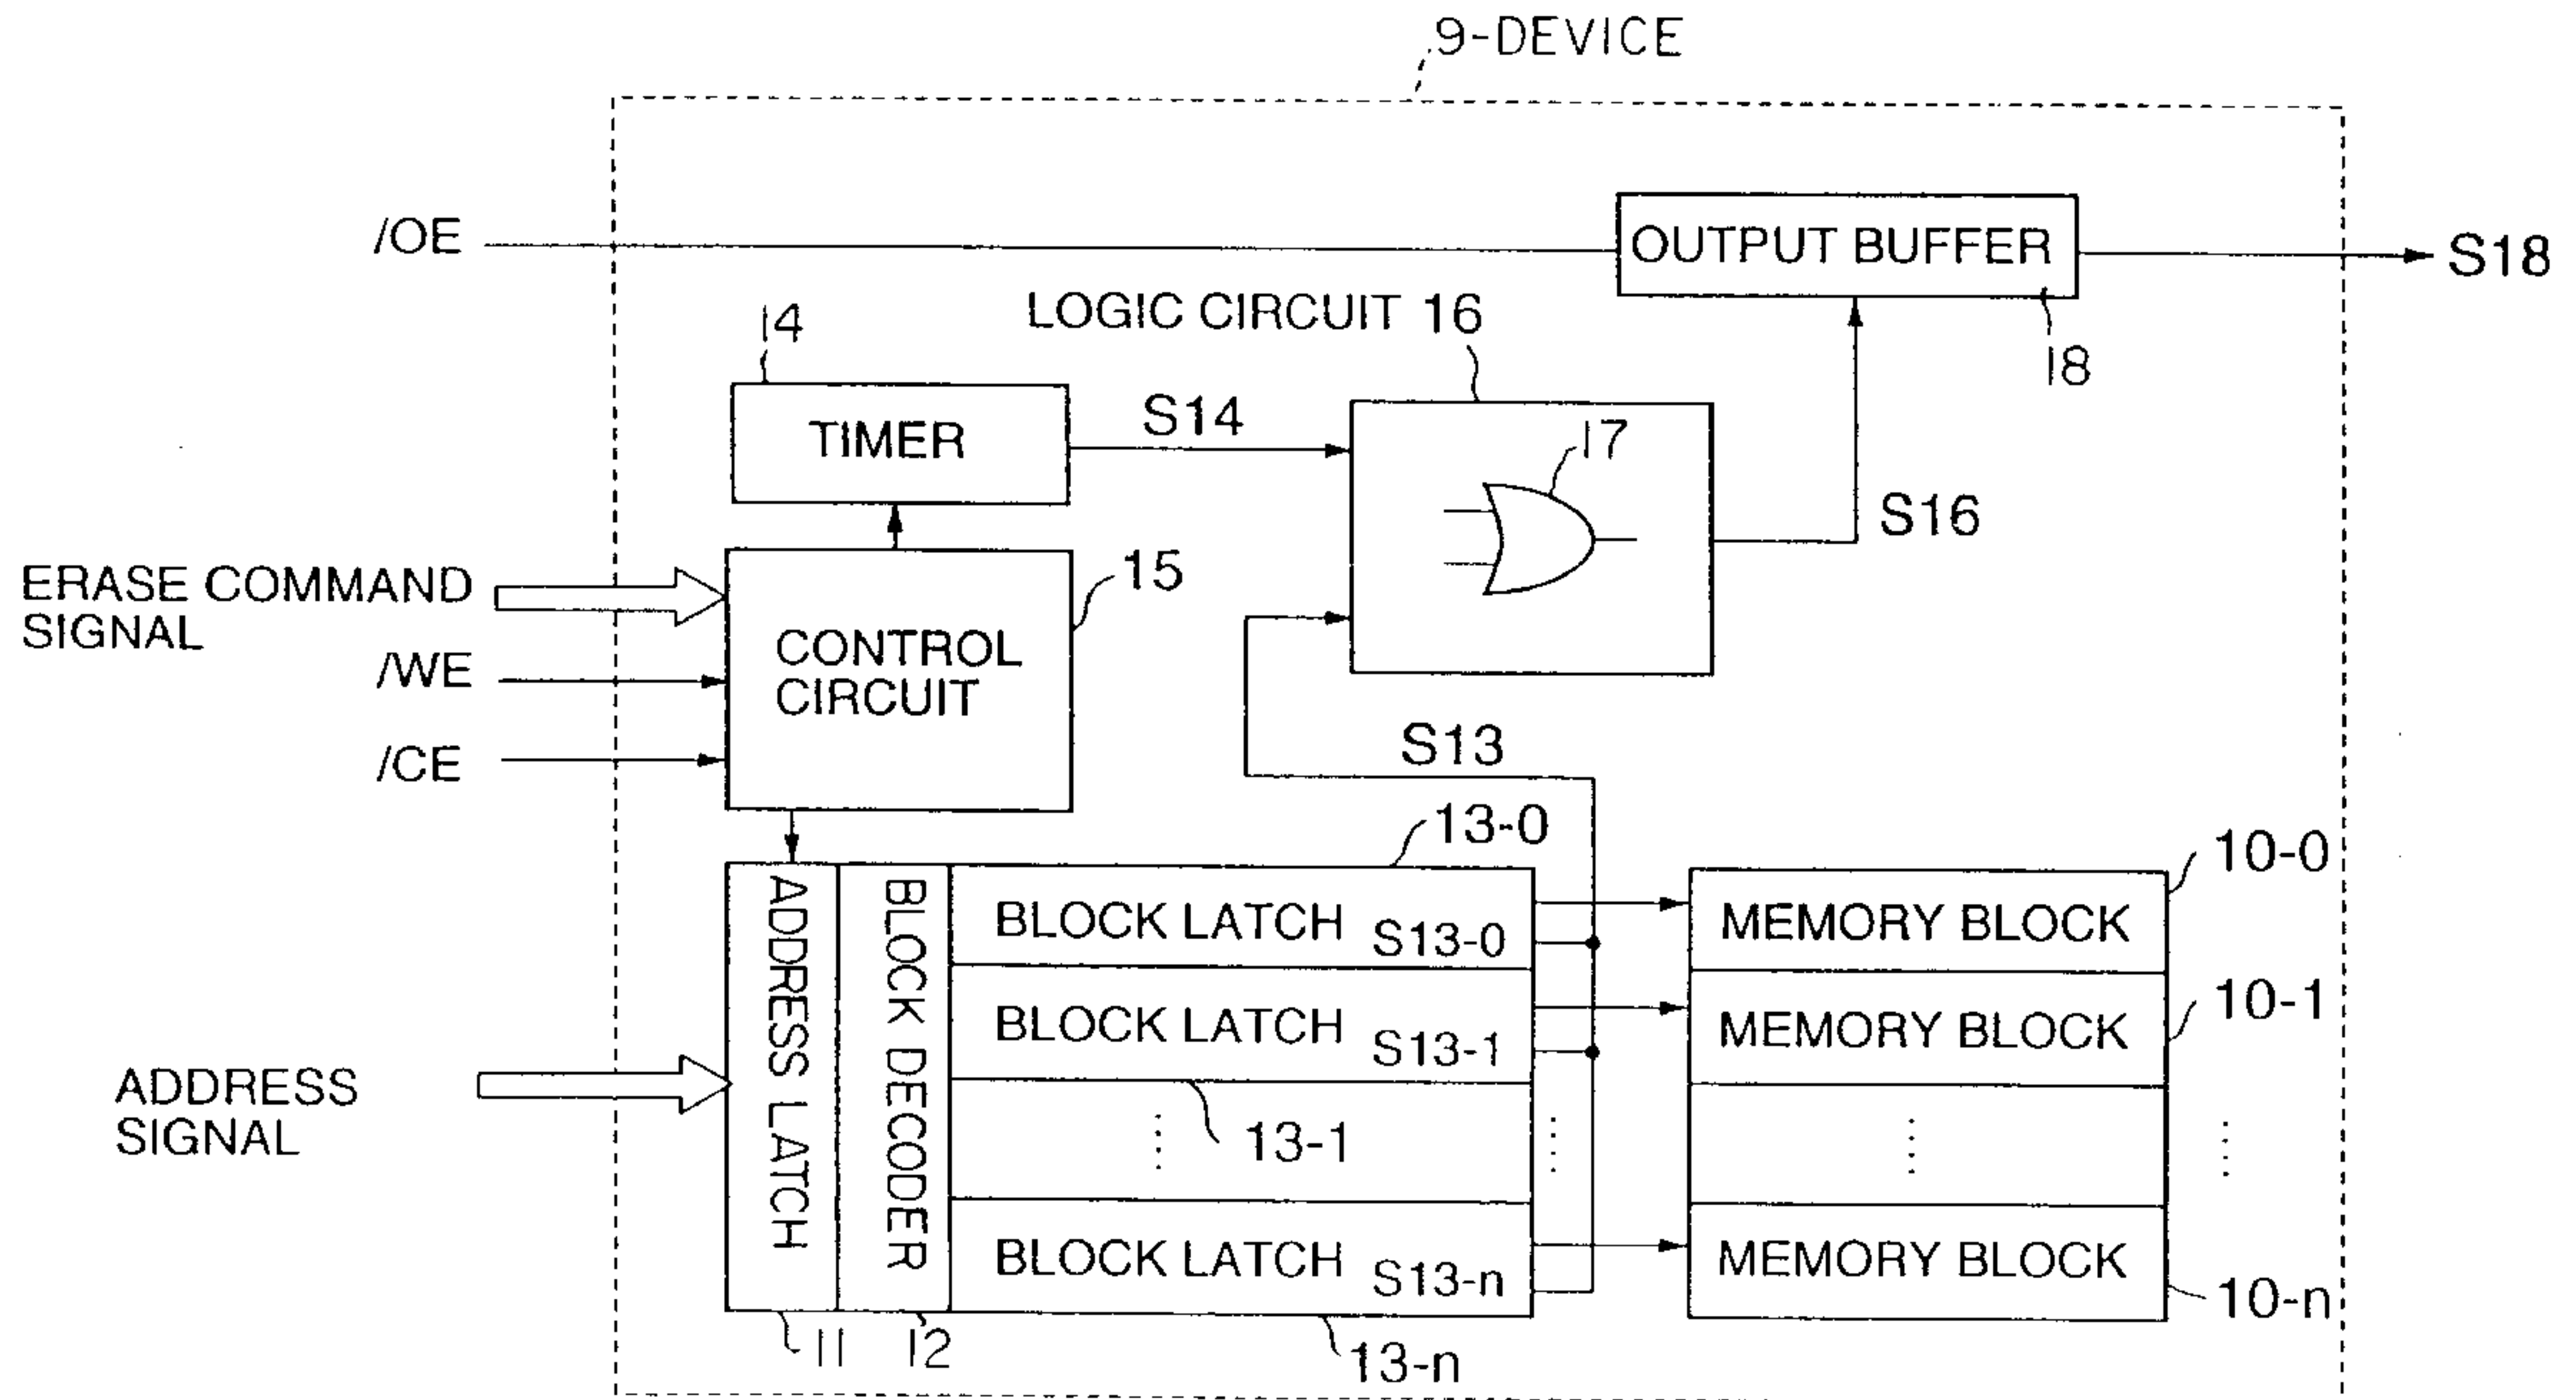 9-DEVICE
/OE
OUTPUT BUFFER
S18
LOGIC CIRCUIT 16
14
18
TIMER
S14
17
S16
ERASE COMMAND
SIGNAL
15
/WE
CONTROL
CIRCUIT
/CE
S13
13-0
10-0
ADDRESS LATCH
BLOCK DECODER
BLOCK LATCH S13-0
MEMORY BLOCK
10-1
BLOCK LATCH S13-1
MEMORY BLOCK
ADDRESS
SIGNAL
13-1
BLOCK LATCH S13-n
MEMORY BLOCK
10-n
11
12
13-n